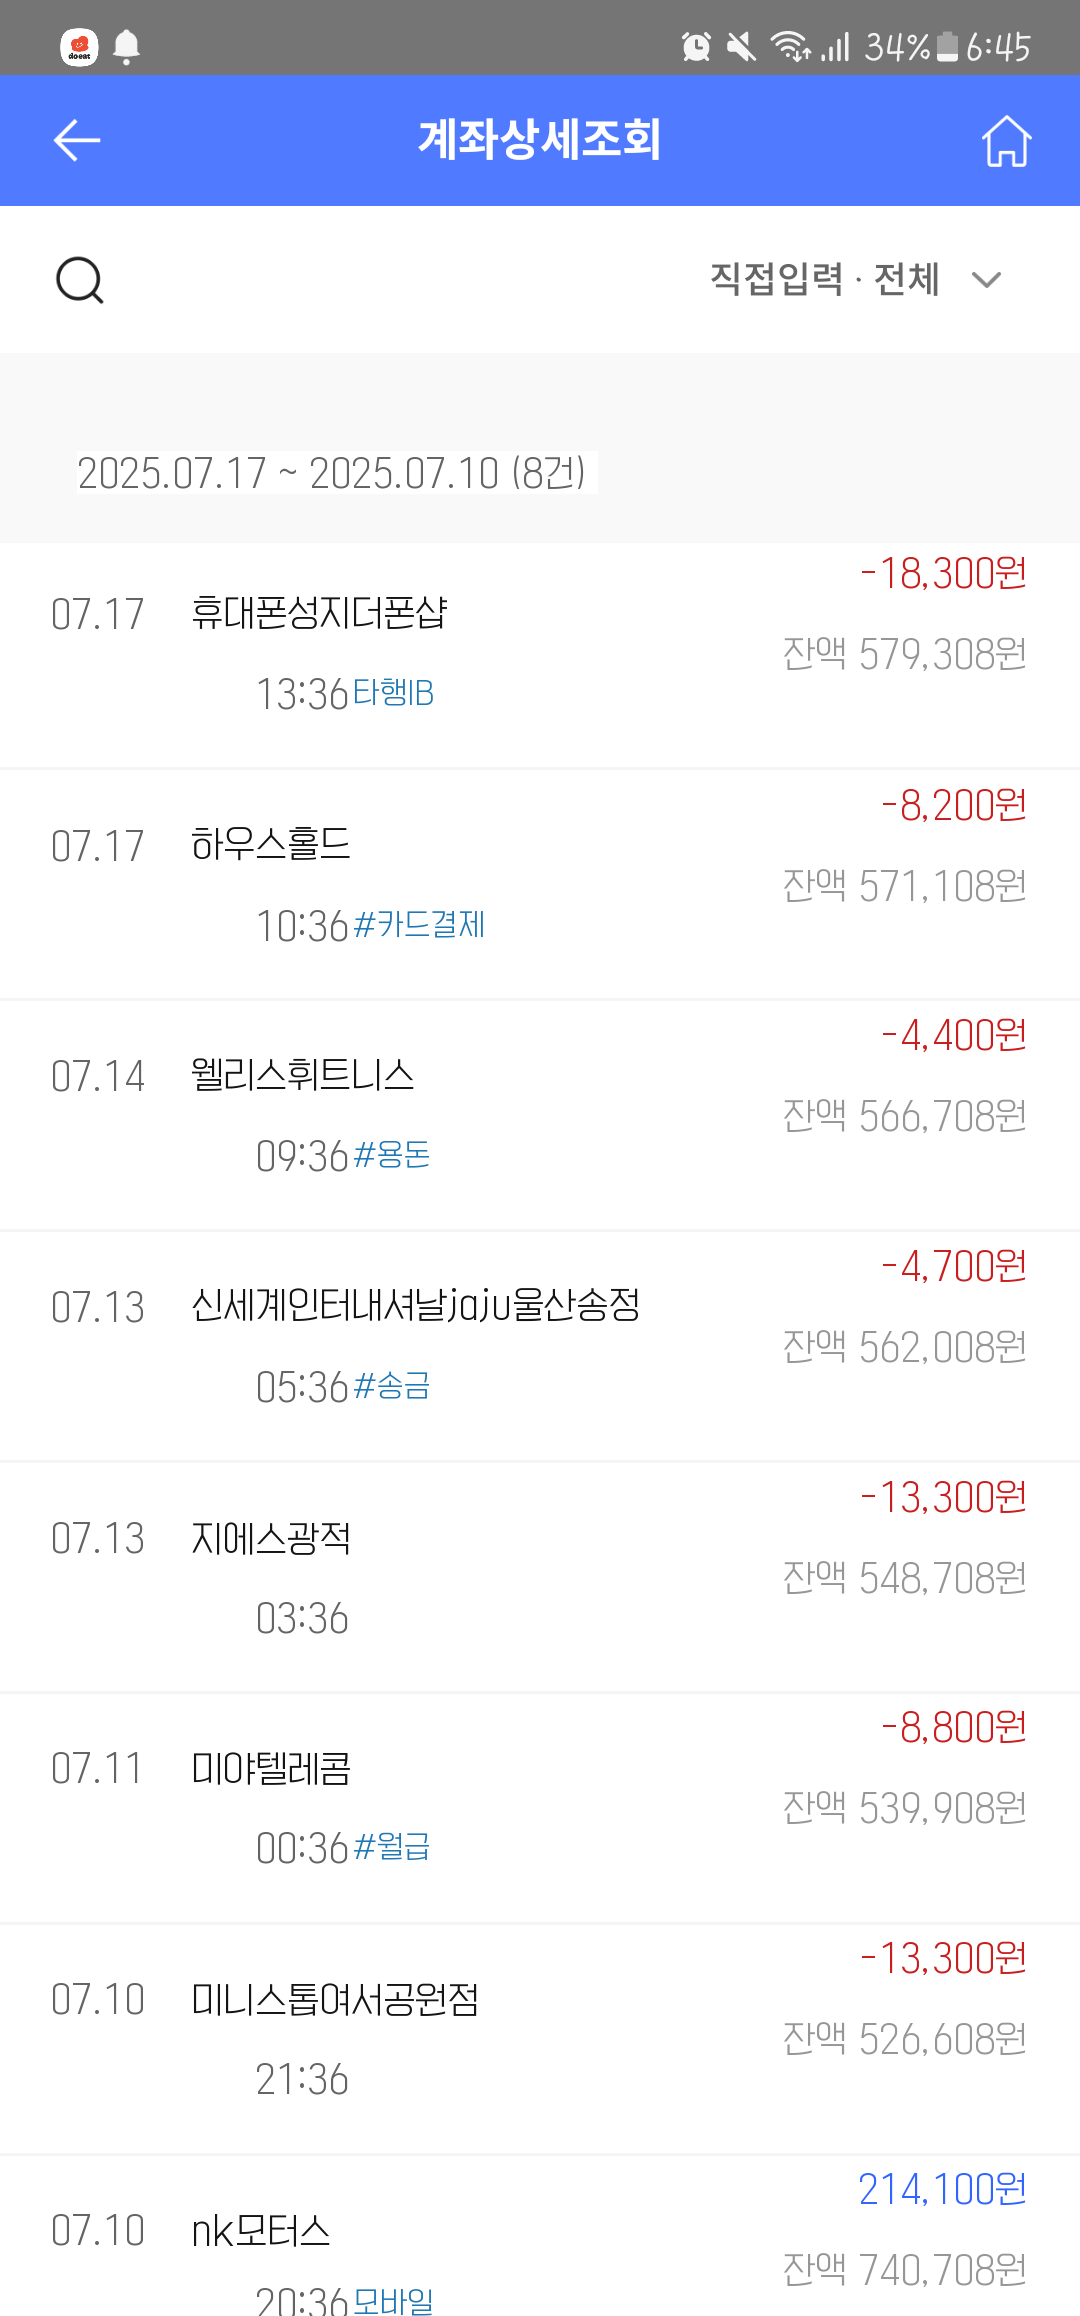 doeat
34% 6:45
계좌상세조회
직접입력 · 전체
2025.07.17 ~ 2025.07.10 (8건)
-18,300원
07.17 휴대폰성지더폰샵
잔액 579,308원
13:36 타행IB
-8,200원
07.17 하우스홀드
잔액 571,108원
10:36 #카드결제
-4,400원
07.14 웰리스휘트니스
잔액 566,708원
09:36 #용돈
-4,700원
07.13 신세계인터내셔날jaju울산송정
잔액 562,008원
05:36 #송금
-13,300원
07.13 지에스광적
잔액 548,708원
03:36
-8,800원
07.11 미야텔레콤
잔액 539,908원
00:36 #월급
-13,300원
07.10 미니스톱여서공원점
잔액 526,608원
21:36
214,100원
07.10 nk모터스
잔액 740,708원
20:36 모바일